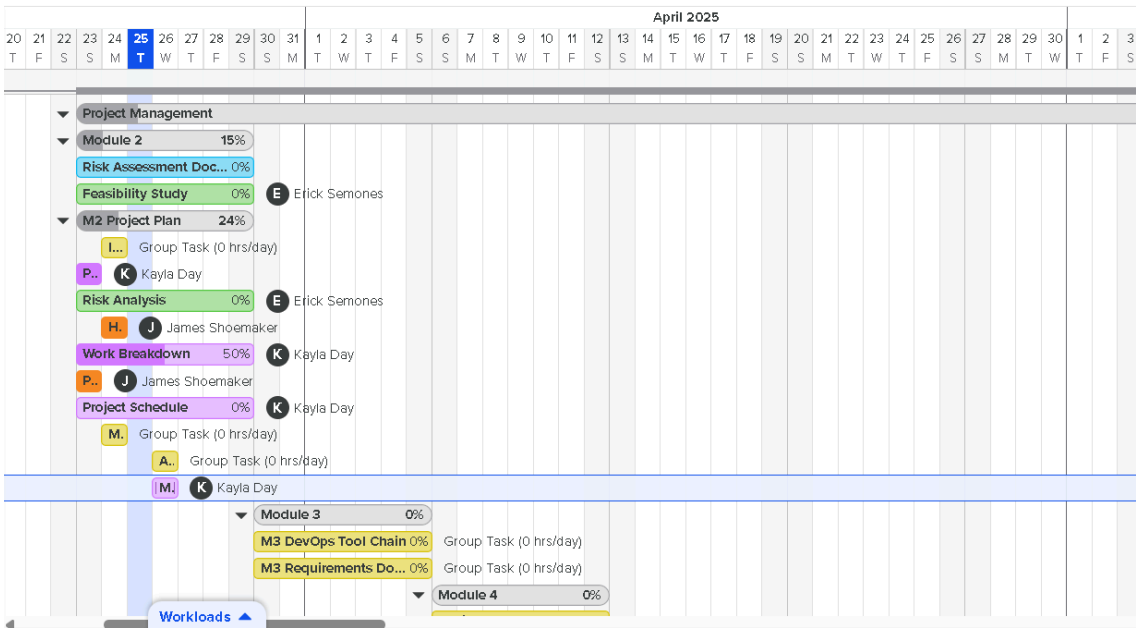 April 2025
20 21 22 23 24 25 26 27 28 29 30 31 1 2 3 4 5 6 7 8 9 10 11 12 13 14 15 16 17 18 19 20 21 22 23 24 25 26 27 28 29 30 1 2 3
T F S S M T W T F S S M T W T F S S M T W T F S S M T W T F S S M T W T F S S M T W T F S
Project Management
Module 2 15%
Risk Assessment Doc... 0%
Feasibility Study 0% E Erick Semones
M2 Project Plan 24%
I... Group Task (0 hrs/day)
P.. K Kayla Day
Risk Analysis 0% E Erick Semones
H. J James Shoemaker
Work Breakdown 50% K Kayla Day
P.. J James Shoemaker
Project Schedule 0% K Kayla Day
M. Group Task (0 hrs/day)
A.. Group Task (0 hrs/day)
M. K Kayla Day
Module 3 0%
M3 DevOps Tool Chain 0% Group Task (0 hrs/day)
M3 Requirements Do... 0% Group Task (0 hrs/day)
Module 4 0%
Workloads